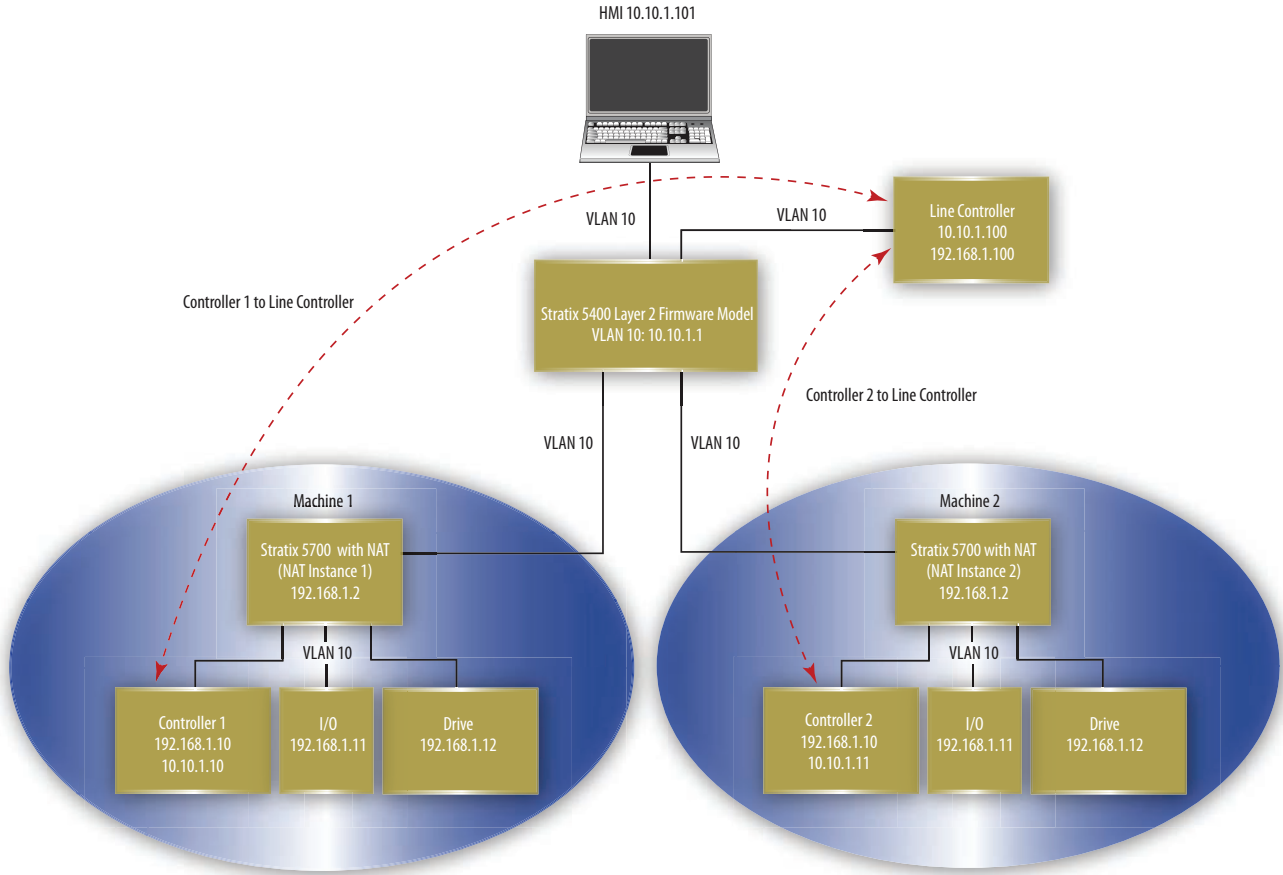 HMI 10.10.1.101
VLAN 10
VLAN 10
Line Controller
10.10.1.100
192.168.1.100
Controller 1 to Line Controller
Stratix 5400 Layer 2 Firmware Model
VLAN 10: 10.10.1.1
Controller 2 to Line Controller
VLAN 10
VLAN 10
Machine 1
Stratix 5700 with NAT
(NAT Instance 1)
192.168.1.2
VLAN 10
Controller 1
192.168.1.10
10.10.1.10
I/O
192.168.1.11
Drive
192.168.1.12
Machine 2
Stratix 5700 with NAT
(NAT Instance 2)
192.168.1.2
VLAN 10
Controller 2
192.168.1.10
10.10.1.11
I/O
192.168.1.11
Drive
192.168.1.12